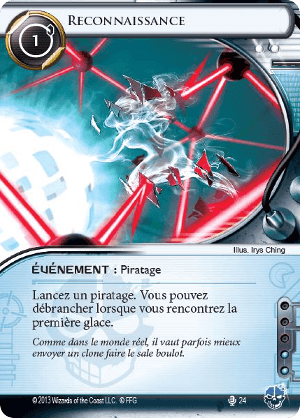 1
RECONNAISSANCE
Illus. Irys Ching
ÉVÉNEMENT : Piratage
Lancez un piratage. Vous pouvez
débrancher lorsque vous rencontrez la
première glace.
Comme dans le monde réel, il vaut parfois mieux
envoyer un clone faire le sale boulot.
©2013 Wizards of the Coast LLC. © FFG
24